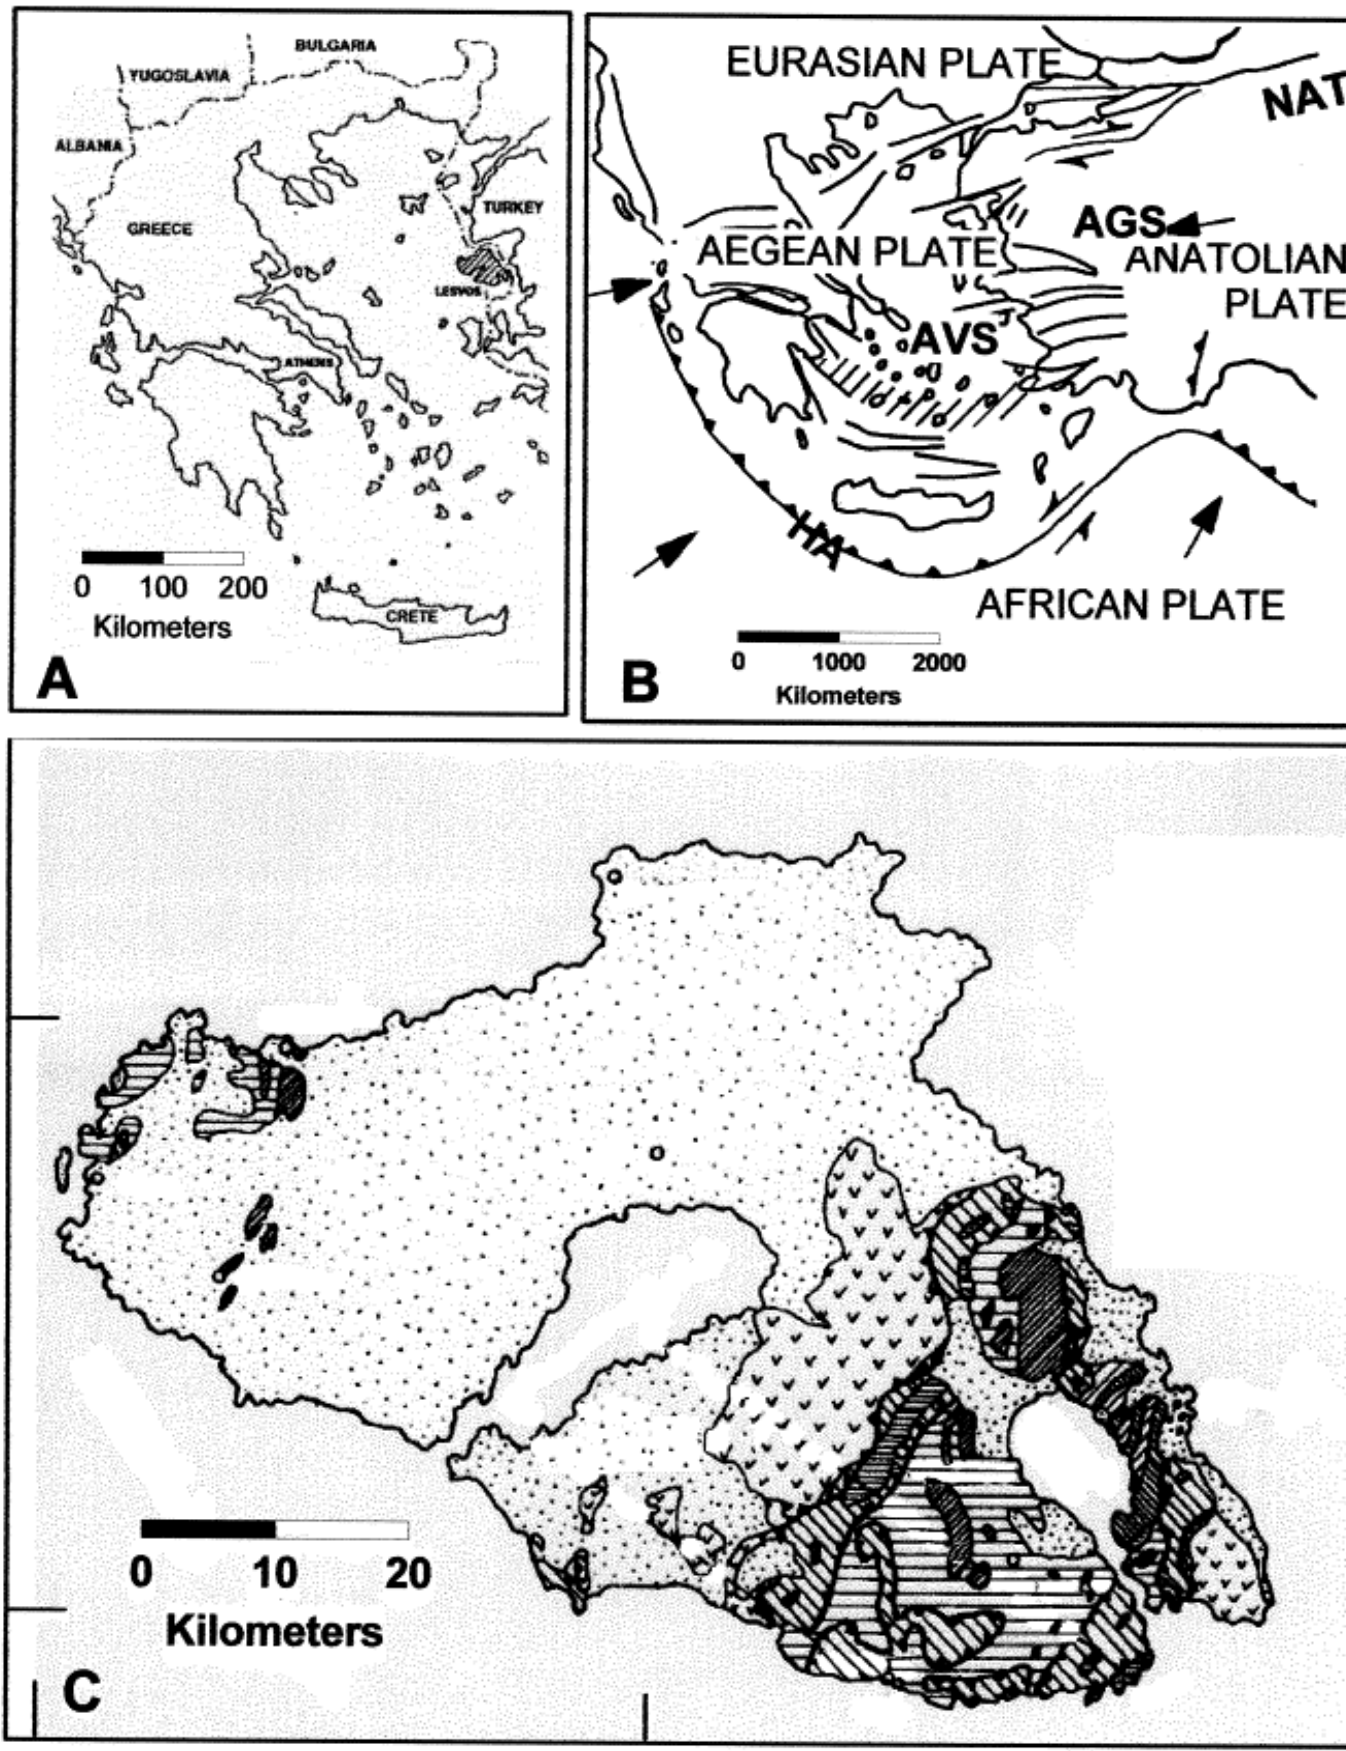 BULGARIA
YUGOSLAVIA
ALBANIA
GREECE
TURKEY
LESVOS
ATHENS
0 100 200
Kilometers
CRETE
A
EURASIAN PLATE
NAT
AGS
AEGEAN PLATE
ANATOLIAN
PLATE
AVS
HA
AFRICAN PLATE
0 1000 2000
Kilometers
B
0 10 20
Kilometers
C